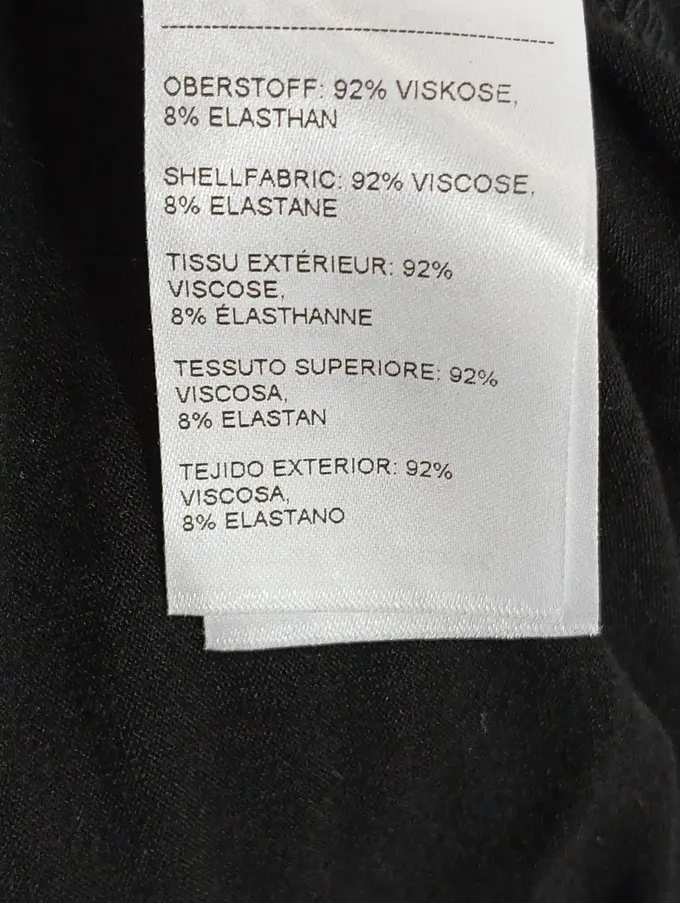 OBERSTOFF: 92% VISKOSE,
8% ELASTHAN
SHELLFABRIC: 92% VISCOSE,
8% ELASTANE
TISSU EXTÉRIEUR: 92%
VISCOSE,
8% ÉLASTHANNE
TESSUTO SUPERIORE: 92%
VISCOSA,
8% ELASTAN
TEJIDO EXTERIOR: 92%
VISCOSA,
8% ELASTANO